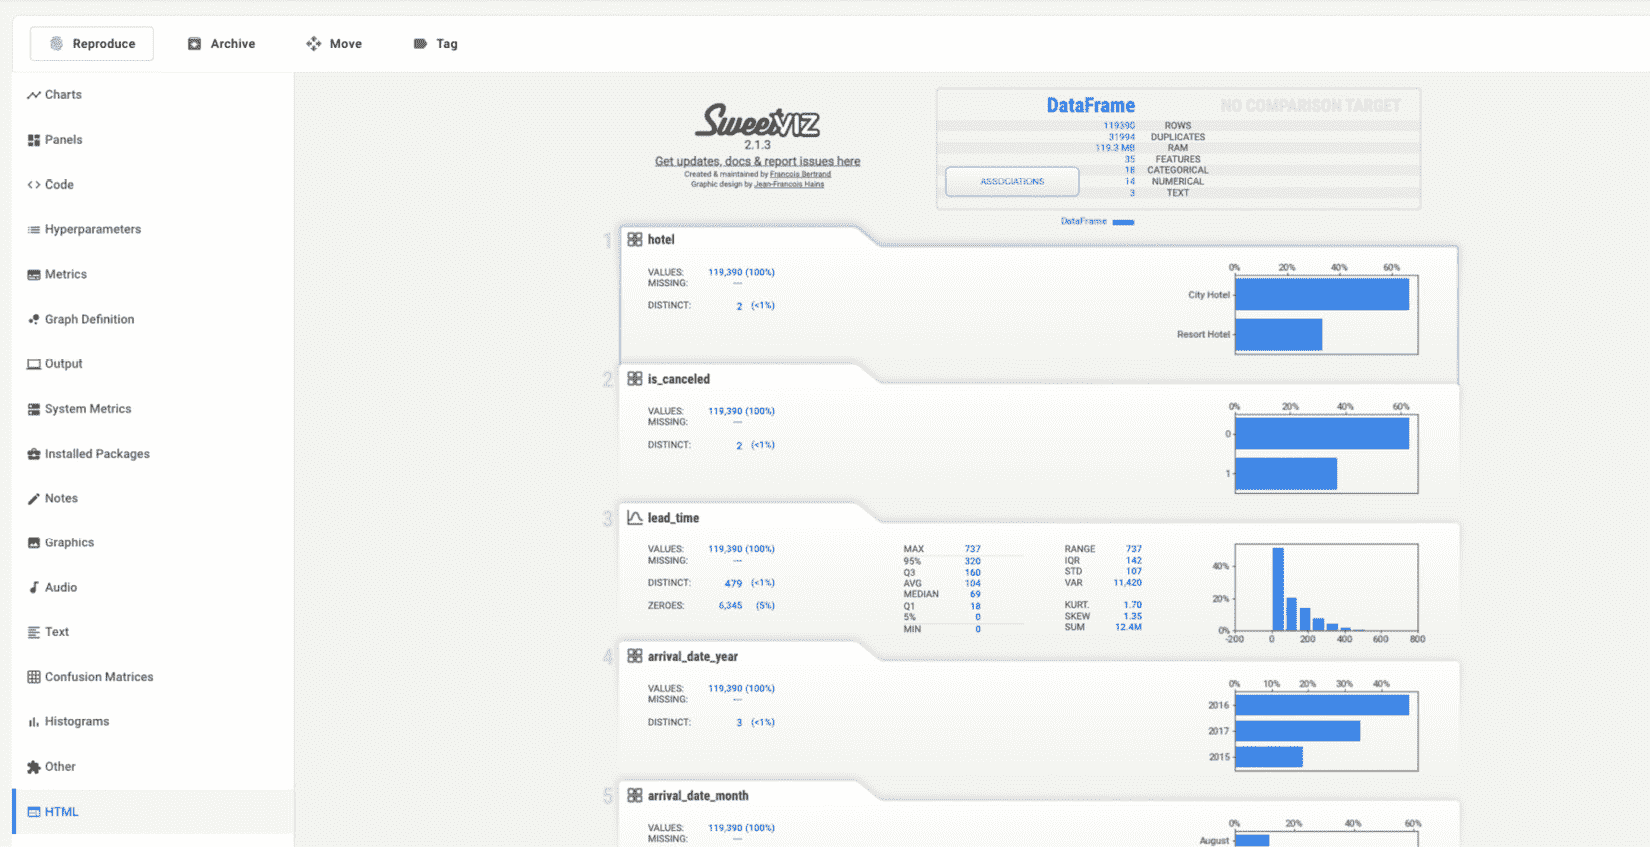 Reproduce Archive Move Tag
Charts
Panels
Code
Hyperparameters
Metrics
Graph Definition
Output
System Metrics
Installed Packages
Notes
Graphics
Audio
Text
Confusion Matrices
Histograms
Other
HTML
SweetVIZ
2.1.3
Get updates, docs & report issues here
Created & maintained by Francois Bertrand
Graphic design by Jean-Francois Hains
DataFrame NO COMPARISON TARGET
119390 ROWS
31994 DUPLICATES
119.3 MB RAM
35 FEATURES
18 CATEGORICAL
ASSOCIATIONS 14 NUMERICAL
3 TEXT
DataFrame
1 hotel
VALUES: 119,390 (100%)
MISSING: ---
DISTINCT: 2 (<1%)
0% 20% 40% 60%
City Hotel
Resort Hotel
2 is_canceled
VALUES: 119,390 (100%)
MISSING: ---
DISTINCT: 2 (<1%)
0% 20% 40% 60%
0
1
3 lead_time
VALUES: 119,390 (100%)
MISSING: ---
DISTINCT: 479 (<1%)
ZEROES: 6,345 (5%)
MAX 737
95% 320
Q3 160
AVG 104
MEDIAN 69
Q1 18
5% 0
MIN 0
RANGE 737
IQR 142
STD 107
VAR 11,420
KURT. 1.70
SKEW 1.35
SUM 12.4M
40%
20%
0%
-200 0 200 400 600 800
4 arrival_date_year
VALUES: 119,390 (100%)
MISSING: ---
DISTINCT: 3 (<1%)
0% 10% 20% 30% 40%
2016
2017
2015
5 arrival_date_month
VALUES: 119,390 (100%)
MISSING: ---
0% 20% 40% 60%
August